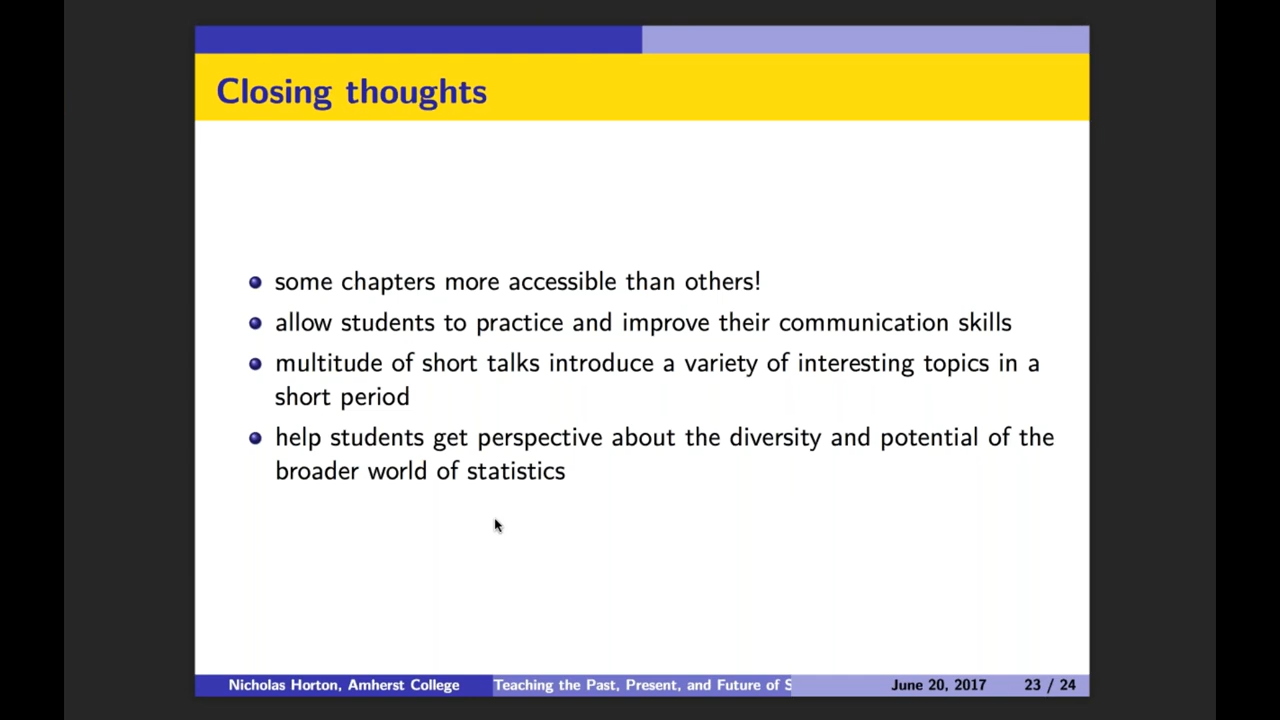 Closing thoughts
some chapters more accessible than others!
allow students to practice and improve their communication skills
multitude of short talks introduce a variety of interesting topics in a
short period
help students get perspective about the diversity and potential of the
broader world of statistics
Nicholas Horton, Amherst College Teaching the Past, Present, and Future of S June 20, 2017 23 / 24